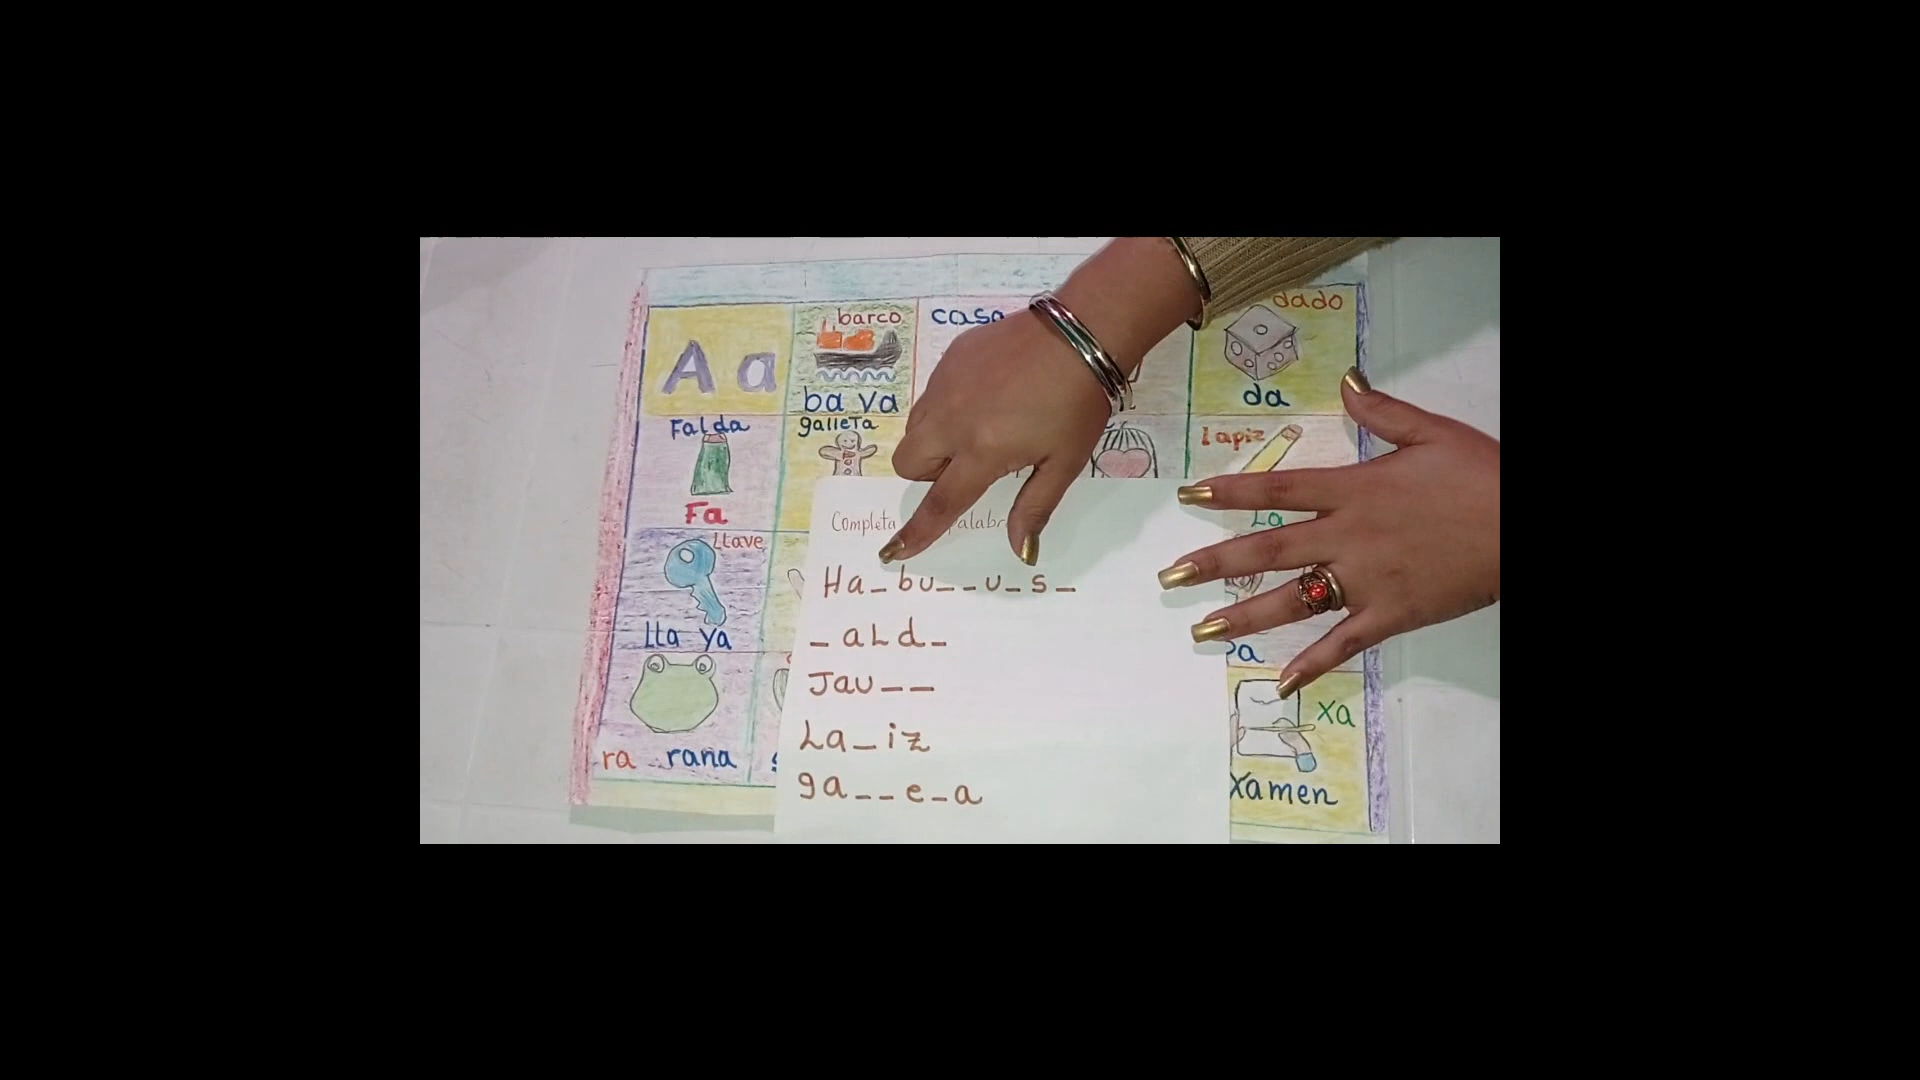 barco
casa
dado
A a
ba va
da
Falda
galleTa
Lapiz
Fa
La
LLave
LLa ya
Completa
Ha_bu__u_s_
_aLd_
Jau__
La_iz
ga__e_a
Xa
ra rana
xamen